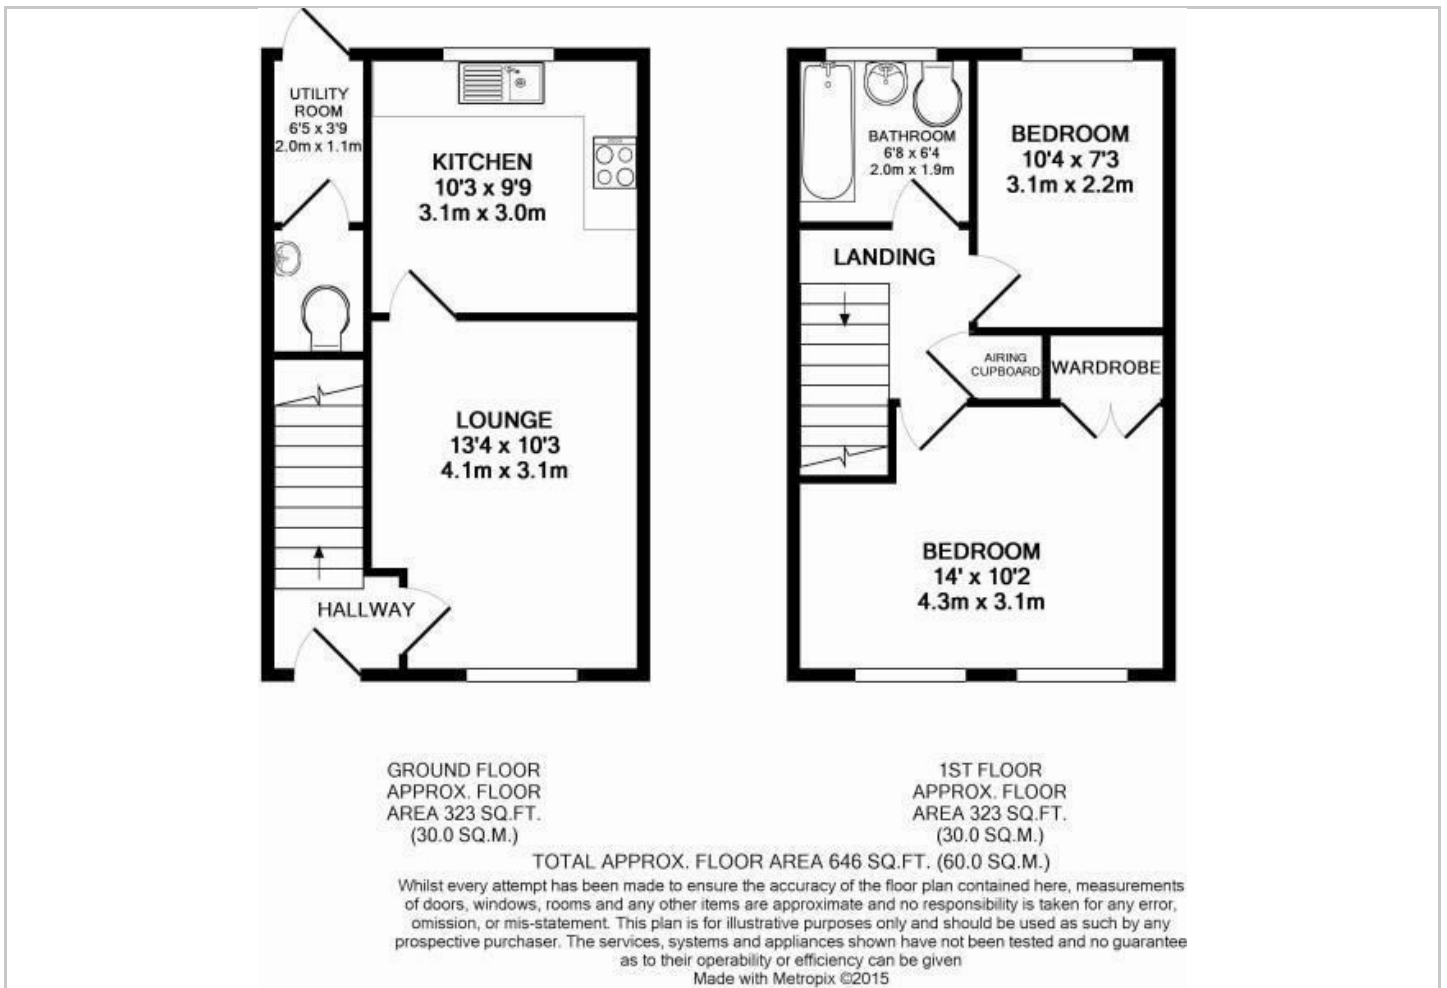 UTILITY
ROOM
6'5 x 3'9
2.0m x 1.1m
KITCHEN
10'3 x 9'9
3.1m x 3.0m
LOUNGE
13'4 x 10'3
4.1m x 3.1m
HALLWAY
BATHROOM
6'8 x 6'4
2.0m x 1.9m
BEDROOM
10'4 x 7'3
3.1m x 2.2m
LANDING
AIRING
CUPBOARD
WARDROBE
BEDROOM
14' x 10'2
4.3m x 3.1m
GROUND FLOOR
APPROX. FLOOR
AREA 323 SQ.FT.
(30.0 SQ.M.)
1ST FLOOR
APPROX. FLOOR
AREA 323 SQ.FT.
(30.0 SQ.M.)
TOTAL APPROX. FLOOR AREA 646 SQ.FT. (60.0 SQ.M.)
Whilst every attempt has been made to ensure the accuracy of the floor plan contained here, measurements
of doors, windows, rooms and any other items are approximate and no responsibility is taken for any error,
omission, or mis-statement. This plan is for illustrative purposes only and should be used as such by any
prospective purchaser. The services, systems and appliances shown have not been tested and no guarantee
as to their operability or efficiency can be given
Made with Metropix ©2015